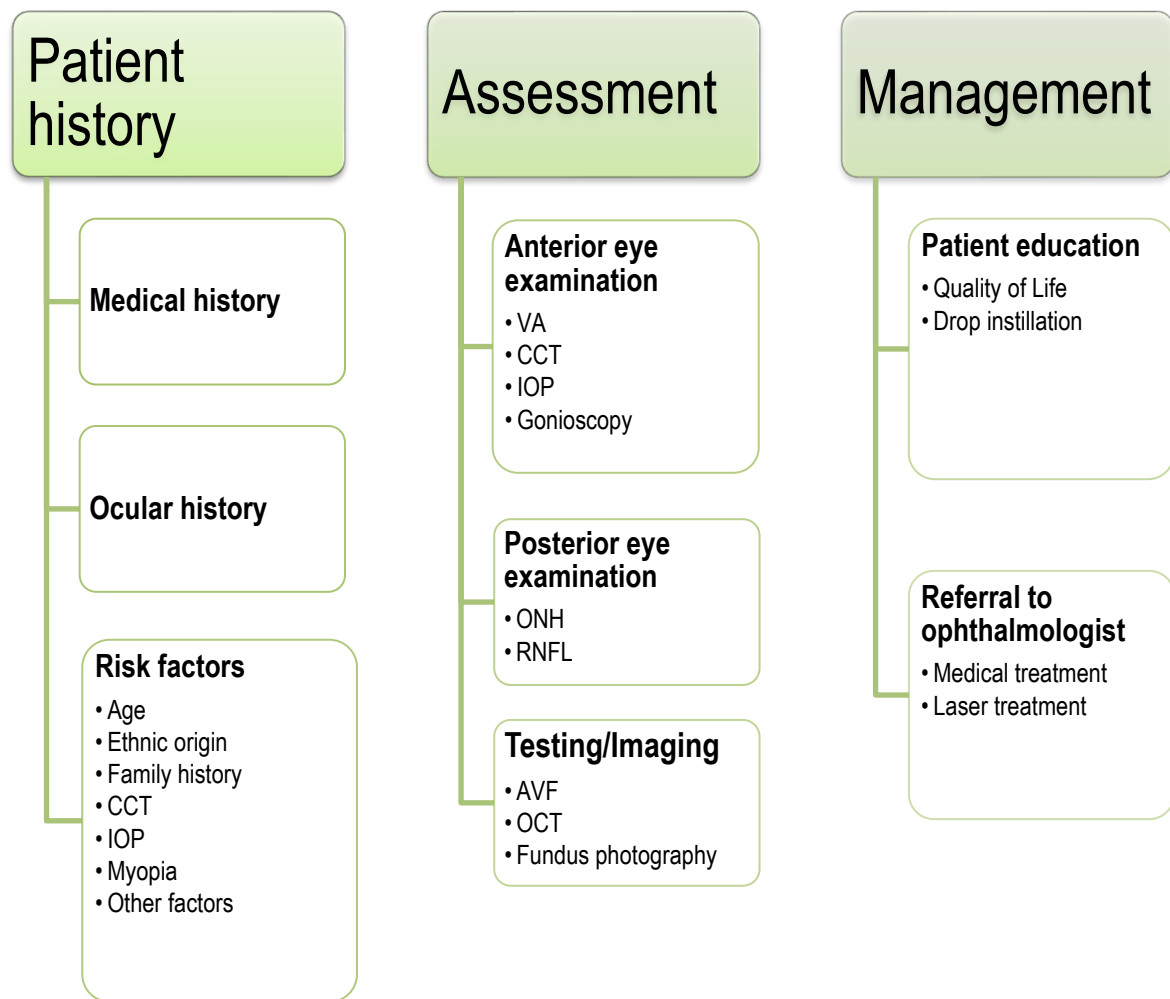 Patient
history
Medical history
Ocular history
Risk factors
• Age
• Ethnic origin
• Family history
• CCT
• IOP
• Myopia
• Other factors
Assessment
Anterior eye
examination
• VA
• CCT
• IOP
• Gonioscopy
Posterior eye
examination
• ONH
• RNFL
Testing/Imaging
• AVF
• OCT
• Fundus photography
Management
Patient education
• Quality of Life
• Drop instillation
Referral to
ophthalmologist
• Medical treatment
• Laser treatment